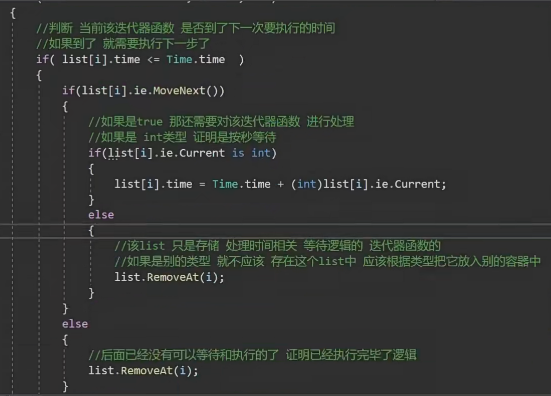 {
//判断 当前该迭代器函数 是否到了下一次要执行的时间
//如果到了 就需要执行下一步了
if( list[i].time <= Time.time )
{
if(list[i].ie.MoveNext())
{
//如果是true 那还需要对该迭代器函数 进行处理
//如果是 int类型 证明是按秒等待
if(list[i].ie.Current is int)
{
list[i].time = Time.time + (int)list[i].ie.Current;
}
else
{
//该list 只是存储 处理时间相关 等待逻辑的 迭代器函数的
//如果是别的类型 就不应该 存在这个list中 应该根据类型把它放入别的容器中
list.RemoveAt(i);
}
}
else
{
//后面已经没有可以等待和执行的了 证明已经执行完毕了逻辑
list.RemoveAt(i);
}